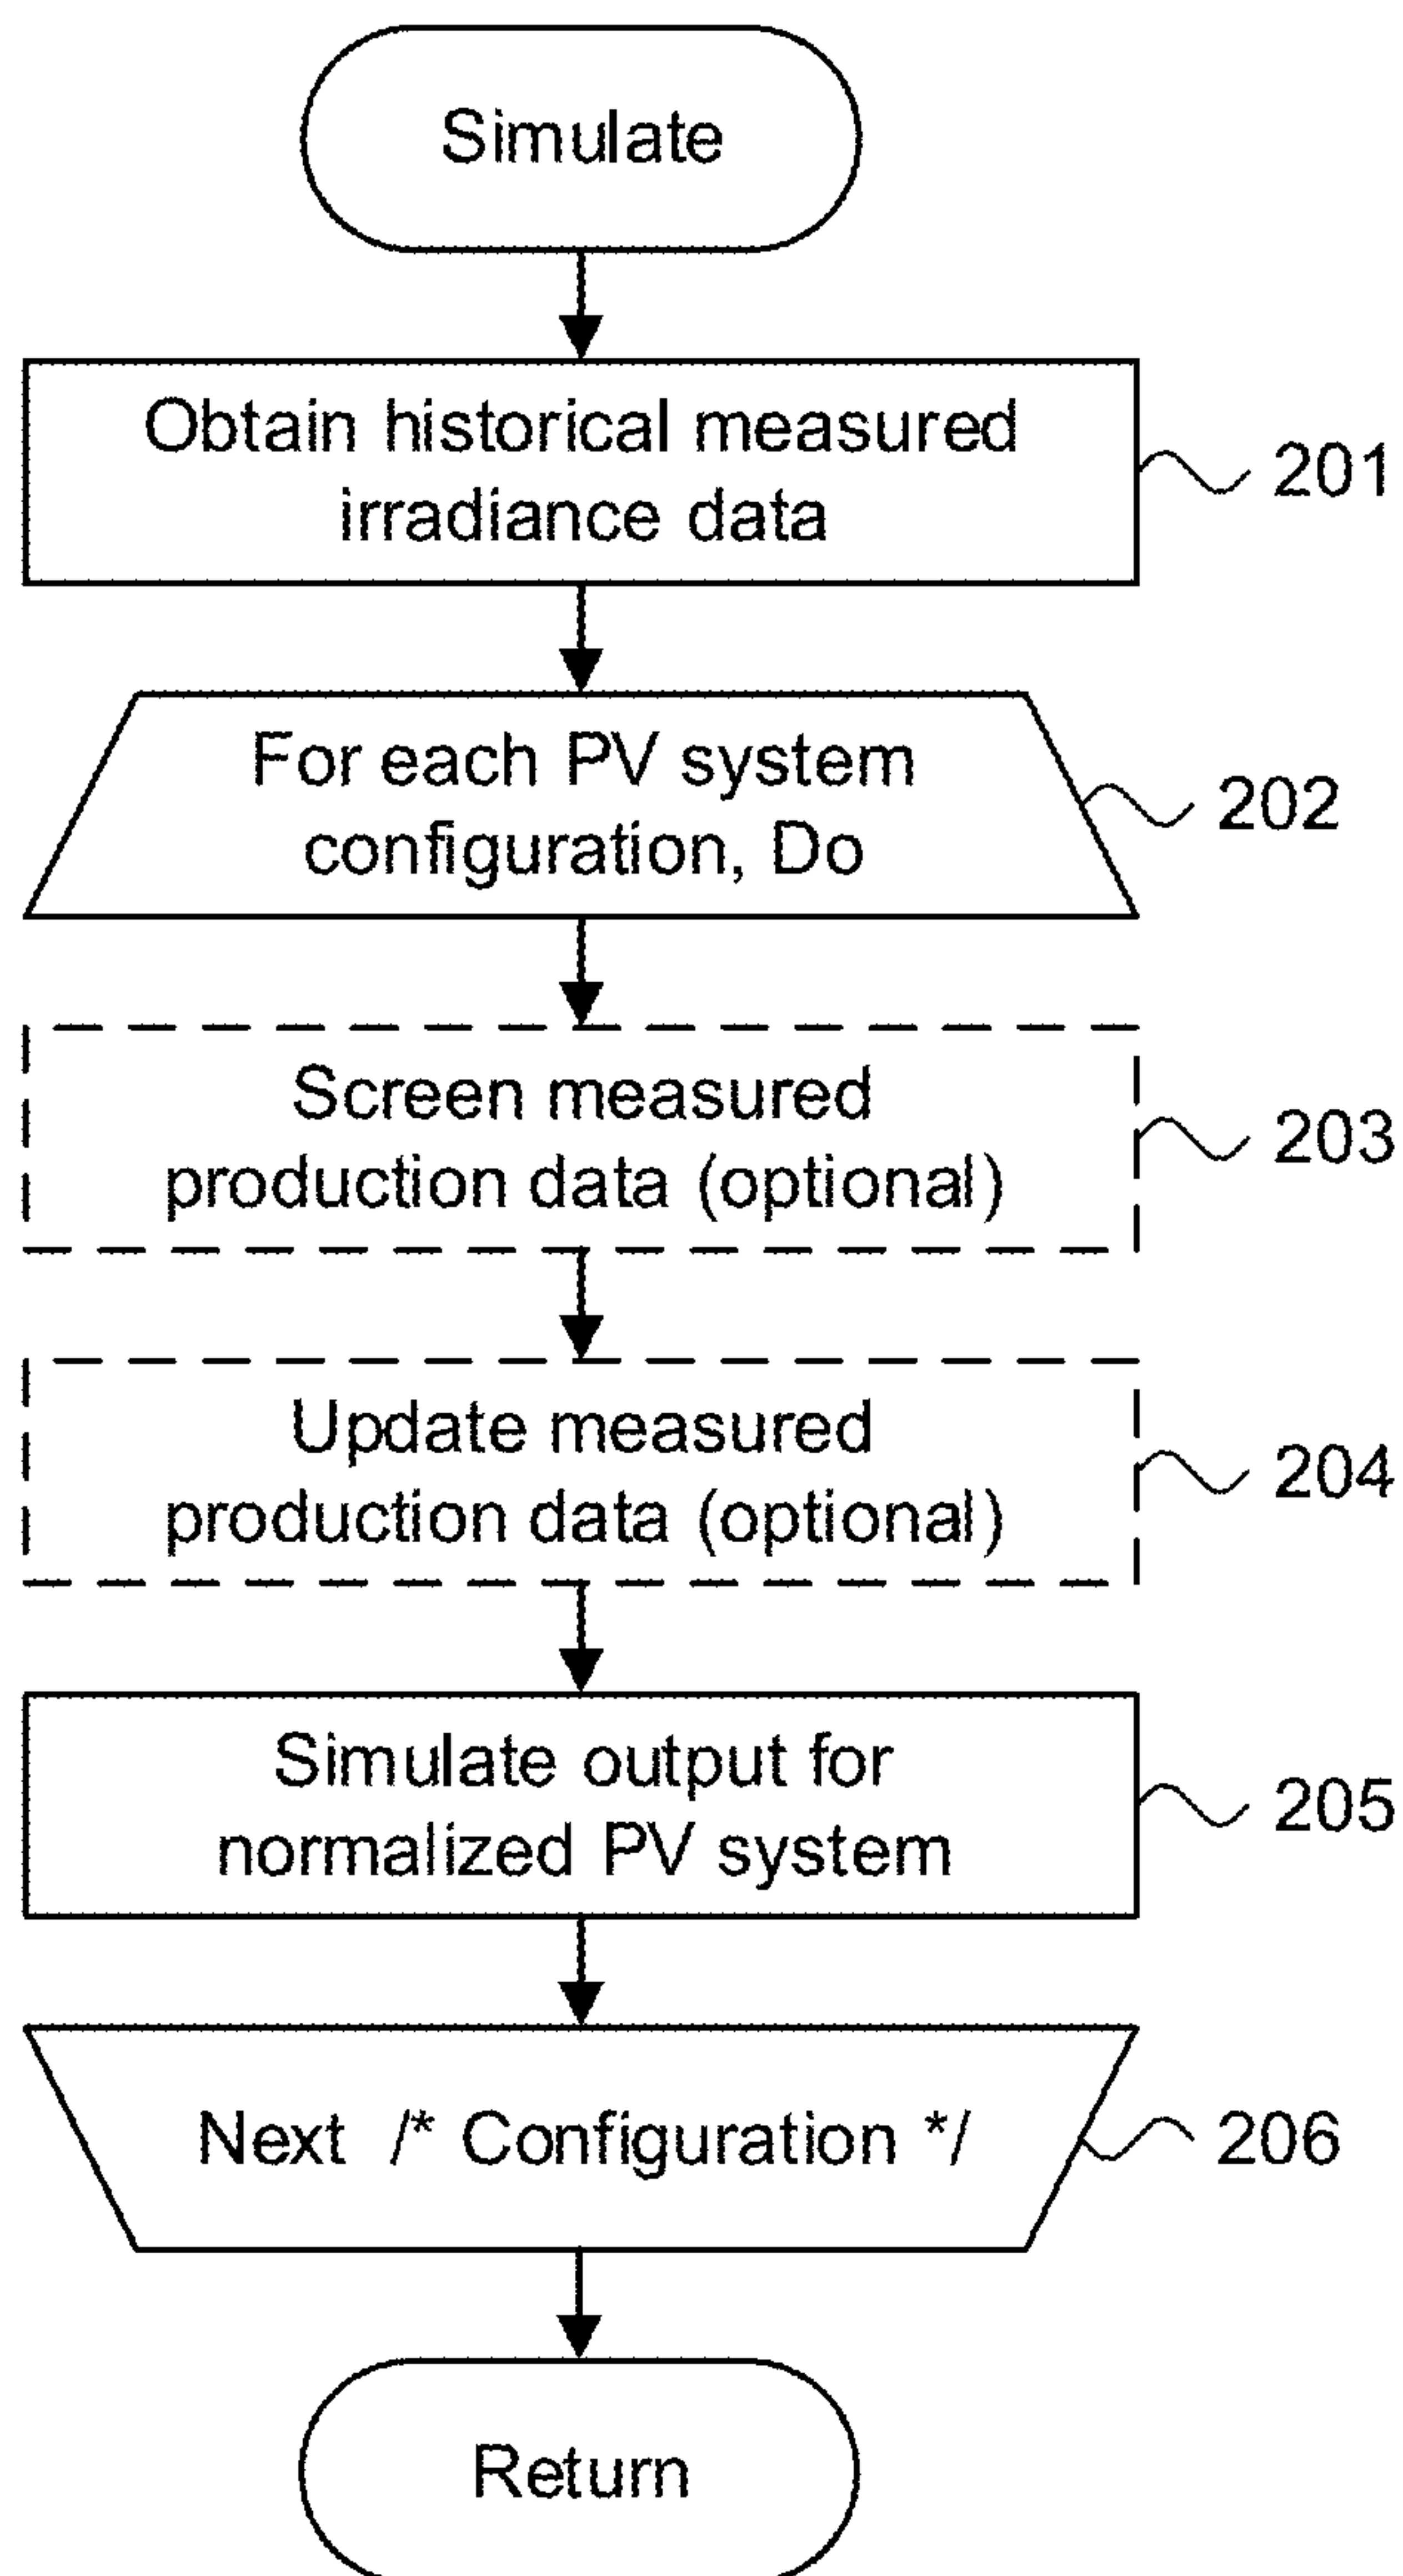 Simulate
Obtain historical measured
irradiance data
201
For each PV system
configuration, Do
202
Screen measured
production data (optional)
203
Update measured
production data (optional)
204
Simulate output for
normalized PV system
205
Next /* Configuration */
206
Return